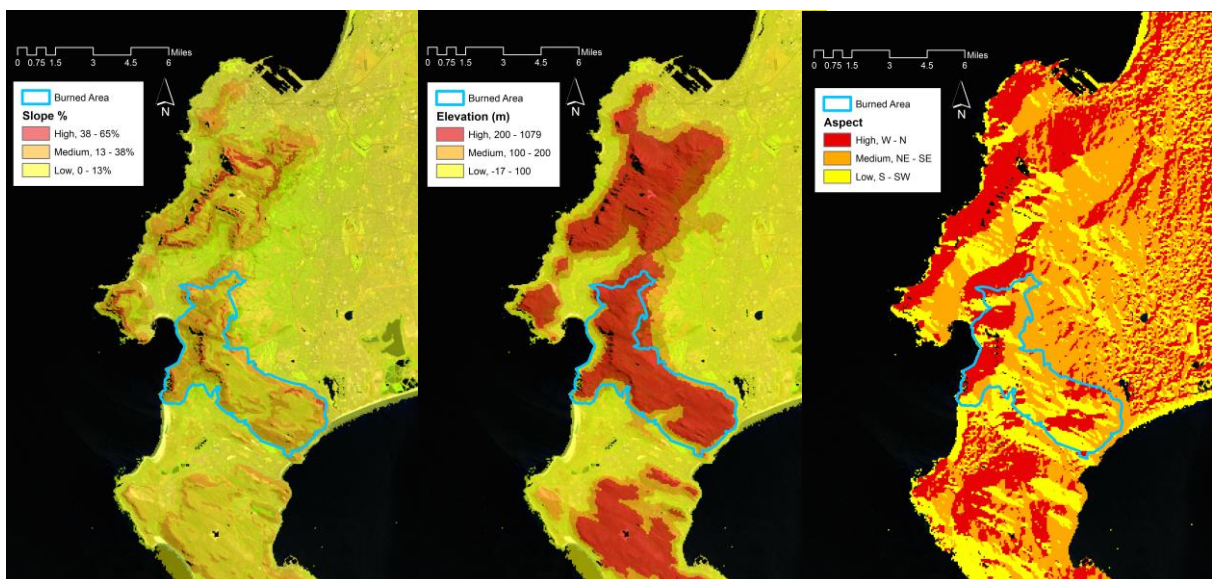 Miles
0 0.75 1.5 3 4.5 6
N
Burned Area
Slope %
High, 38 - 65%
Medium, 13 - 38%
Low, 0 - 13%
Miles
0 0.75 1.5 3 4.5 6
N
Burned Area
Elevation (m)
High, 200 - 1079
Medium, 100 - 200
Low, -17 - 100
Miles
0 0.75 1.5 3 4.5 6
N
Burned Area
Aspect
High, W - N
Medium, NE - SE
Low, S - SW